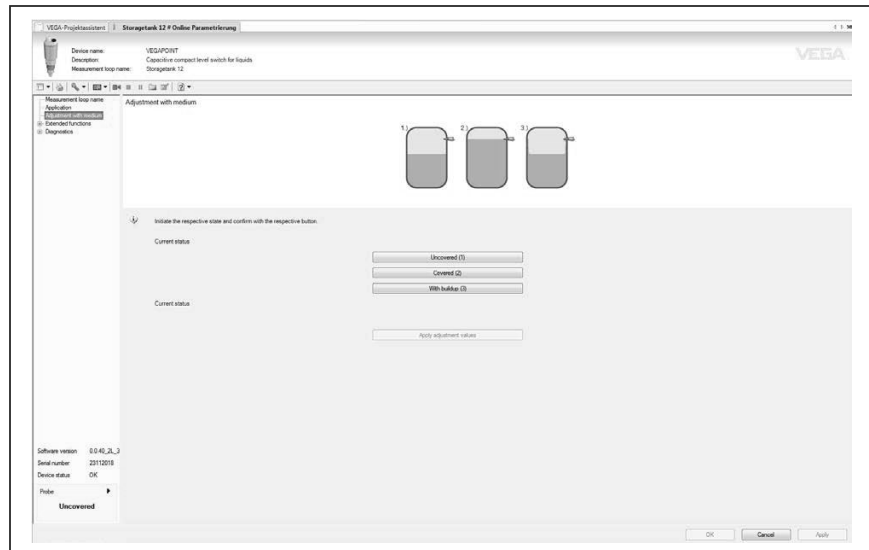 VEGA-Projektassistent
Storagetank 12 # Online Parametrierung
Device name: VEGAPOINT
Description: Capacitive compact level switch for liquids
Measurement loop name: Storagetank 12
VEGA
Measurement loop name
Application
Adjustment with medium
Extended functions
Diagnostics
Adjustment with medium
1.) 2.) 3.)
Initiate the respective state and confirm with the respective button.
Current status
Uncovered (1)
Covered (2)
With buildup (3)
Current status
Apply adjustment values
Software version 0.0.40_2L_3
Serial number 23112018
Device status OK
Probe
Uncovered
OK Cancel Apply